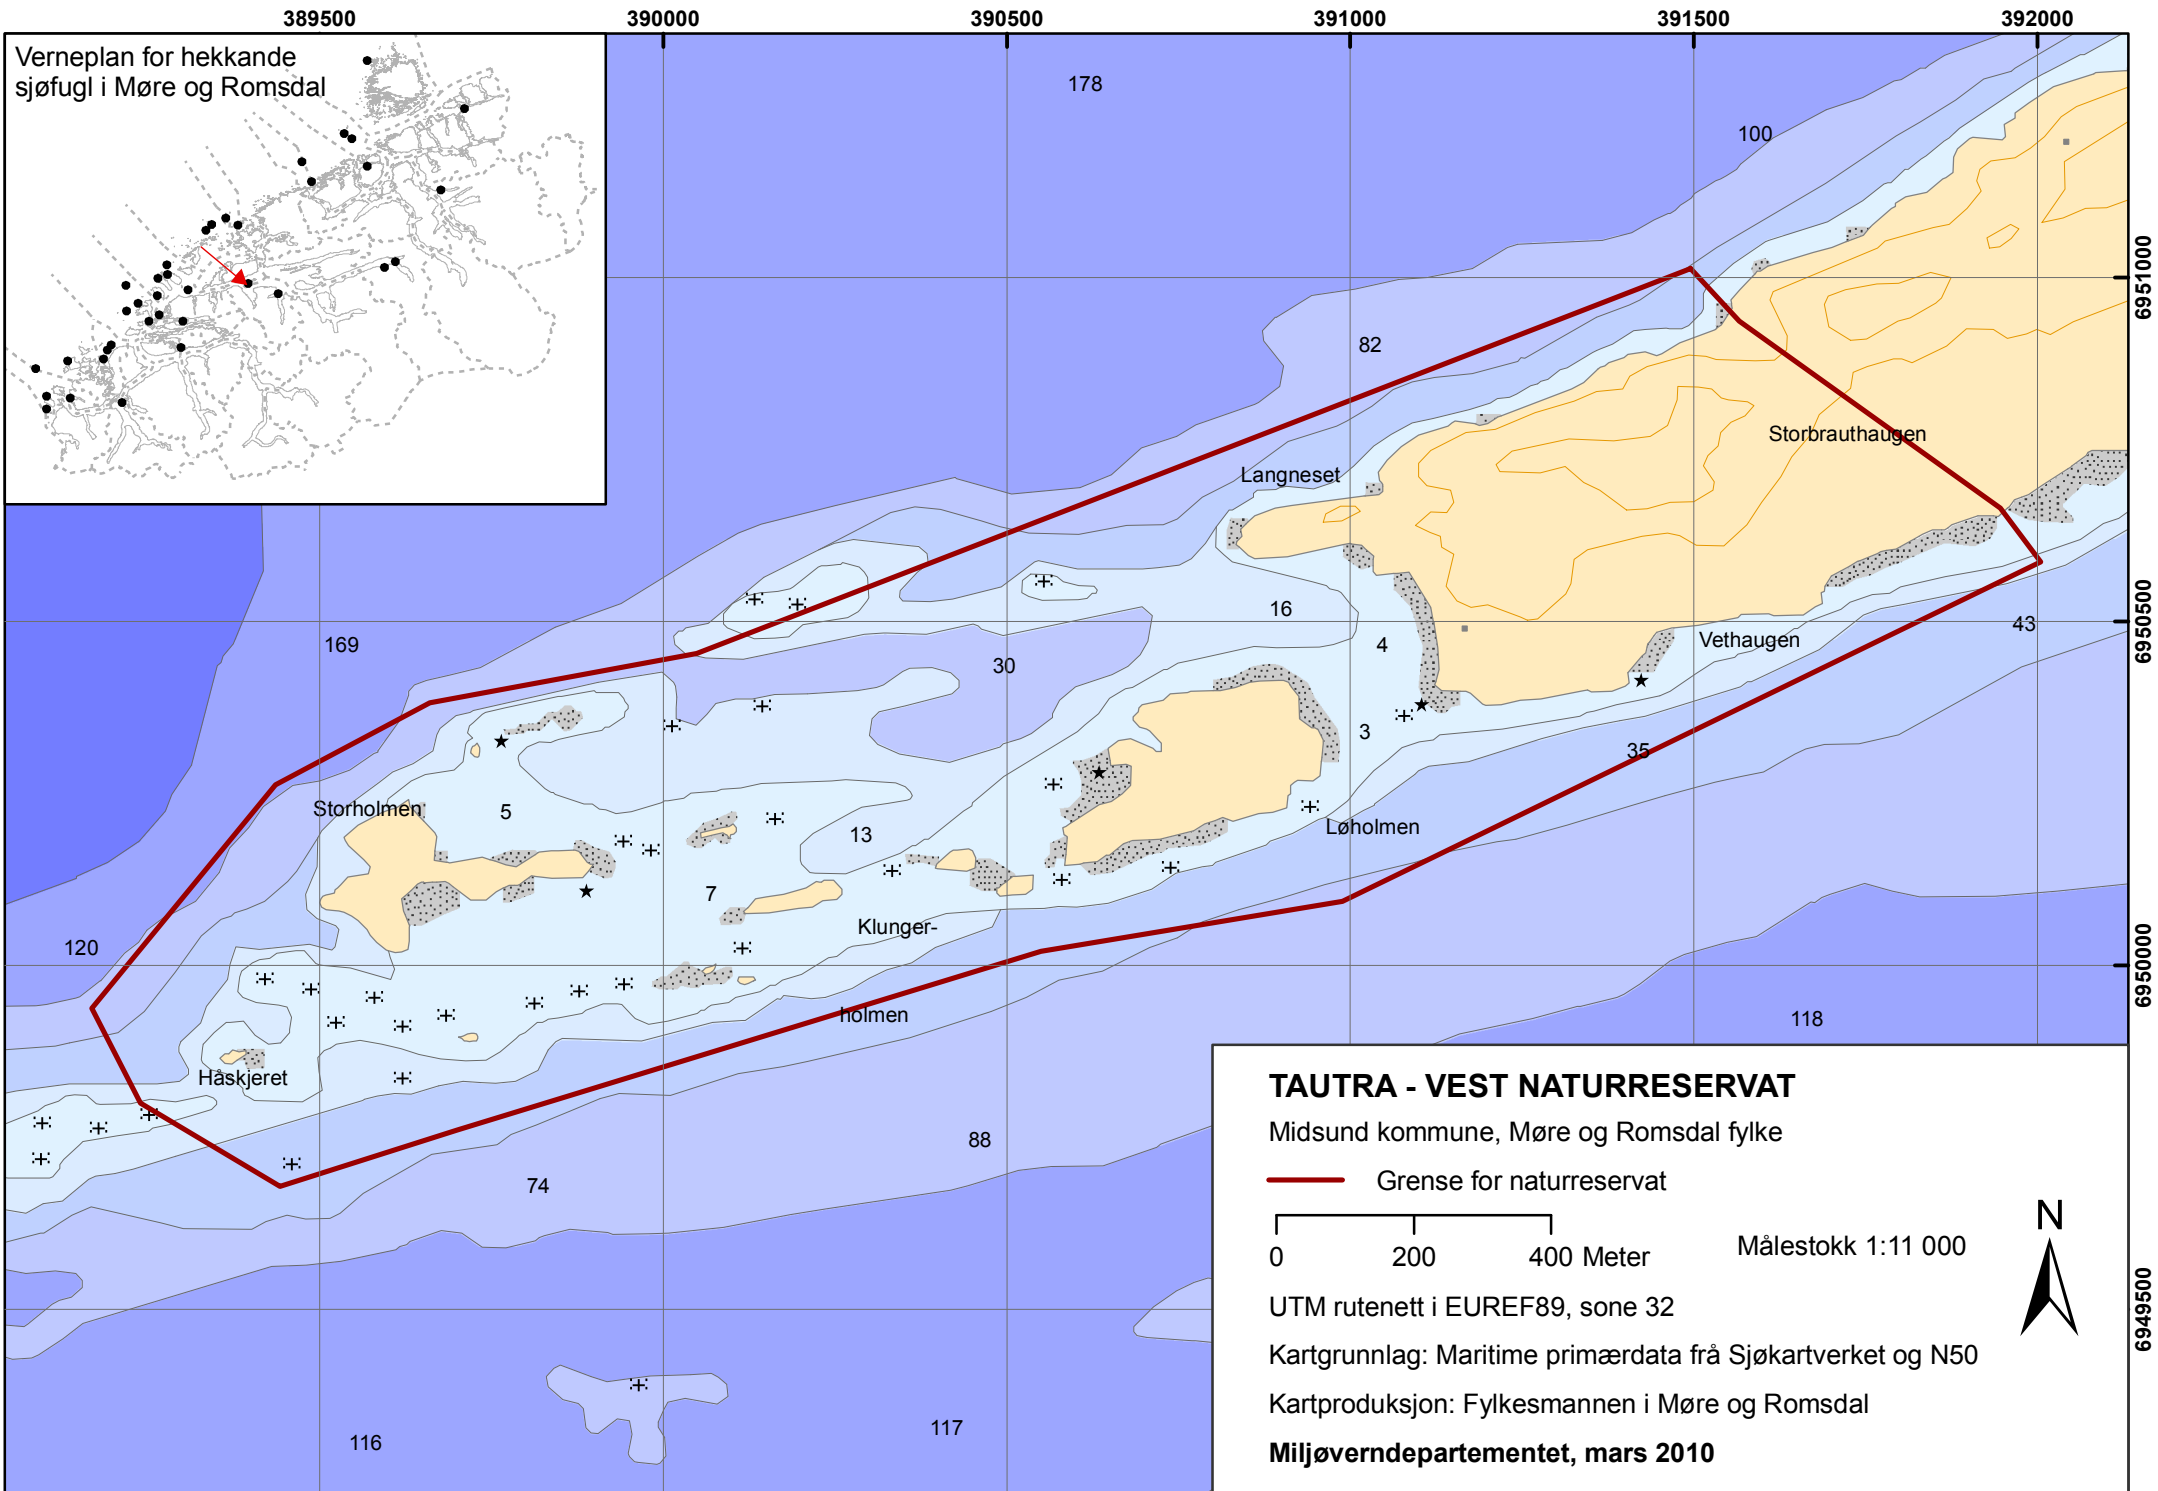 389500 390000 390500 391000 391500 392000
Verneplan for hekkande
sjøfugl i Møre og Romsdal
178
100
6951000
82
Storbrauthaugen
Langneset
16
43
6950500
169
4
Vethaugen
30
3
35
Storholmen
5
13
Løholmen
7
Klunger-
120
6950000
holmen
118
Håskjeret
88
74
116
117
TAUTRA - VEST NATURRESERVAT
Midsund kommune, Møre og Romsdal fylke
Grense for naturreservat
0 200 400 Meter
Målestokk 1:11 000
N
UTM rutenett i EUREF89, sone 32
6949500
Kartgrunnlag: Maritime primærdata frå Sjøkartverket og N50
Kartproduksjon: Fylkesmannen i Møre og Romsdal
Miljøverndepartementet, mars 2010